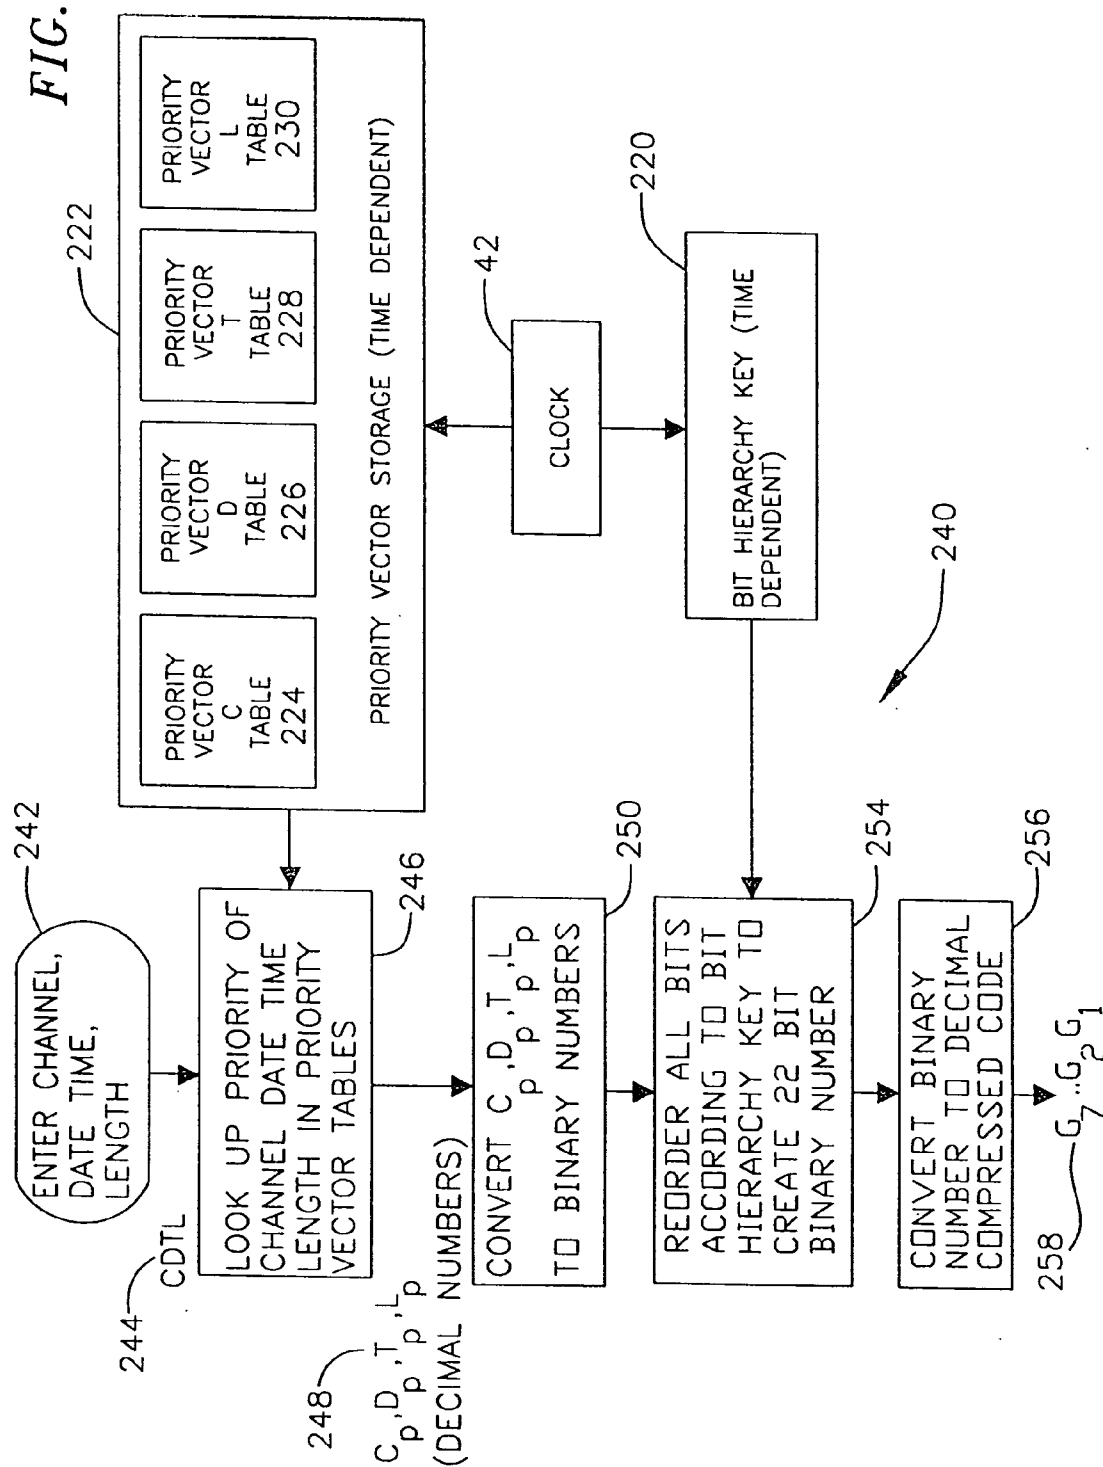 FIG.
242
ENTER CHANNEL,
DATE TIME,
LENGTH
244
CDTL
LOOK UP PRIORITY OF
CHANNEL DATE TIME
LENGTH IN PRIORITY
VECTOR TABLES
246
248
Cp,Dp,Tp,Lp
(DECIMAL NUMBERS)
CONVERT Cp,Dp,Tp,Lp
TO BINARY NUMBERS
250
REORDER ALL BITS
ACCORDING TO BIT
HIERARCHY KEY TO
CREATE 22 BIT
BINARY NUMBER
254
CONVERT BINARY
NUMBER TO DECIMAL
COMPRESSED CODE
256
258
G7..G2G1
222
PRIORITY
VECTOR
C
TABLE
224
PRIORITY
VECTOR
D
TABLE
226
PRIORITY
VECTOR
T
TABLE
228
PRIORITY
VECTOR
L
TABLE
230
PRIORITY VECTOR STORAGE (TIME DEPENDENT)
42
CLOCK
220
BIT HIERARCHY KEY (TIME
DEPENDENT)
240